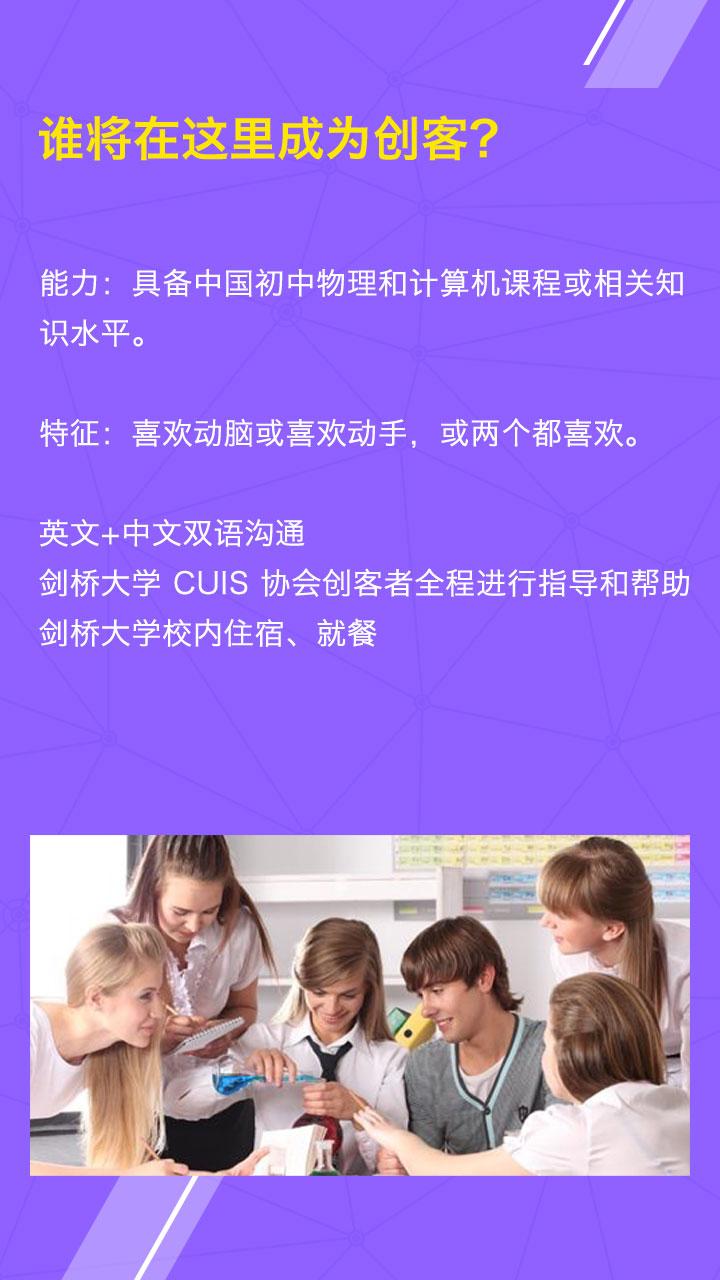 谁将在这里成为创客?
能力：具备中国初中物理和计算机课程或相关知
识水平。
特征：喜欢动脑或喜欢动手，或两个都喜欢。
英文+中文双语沟通
剑桥大学 CUIS 协会创客者全程进行指导和帮助
剑桥大学校内住宿、就餐